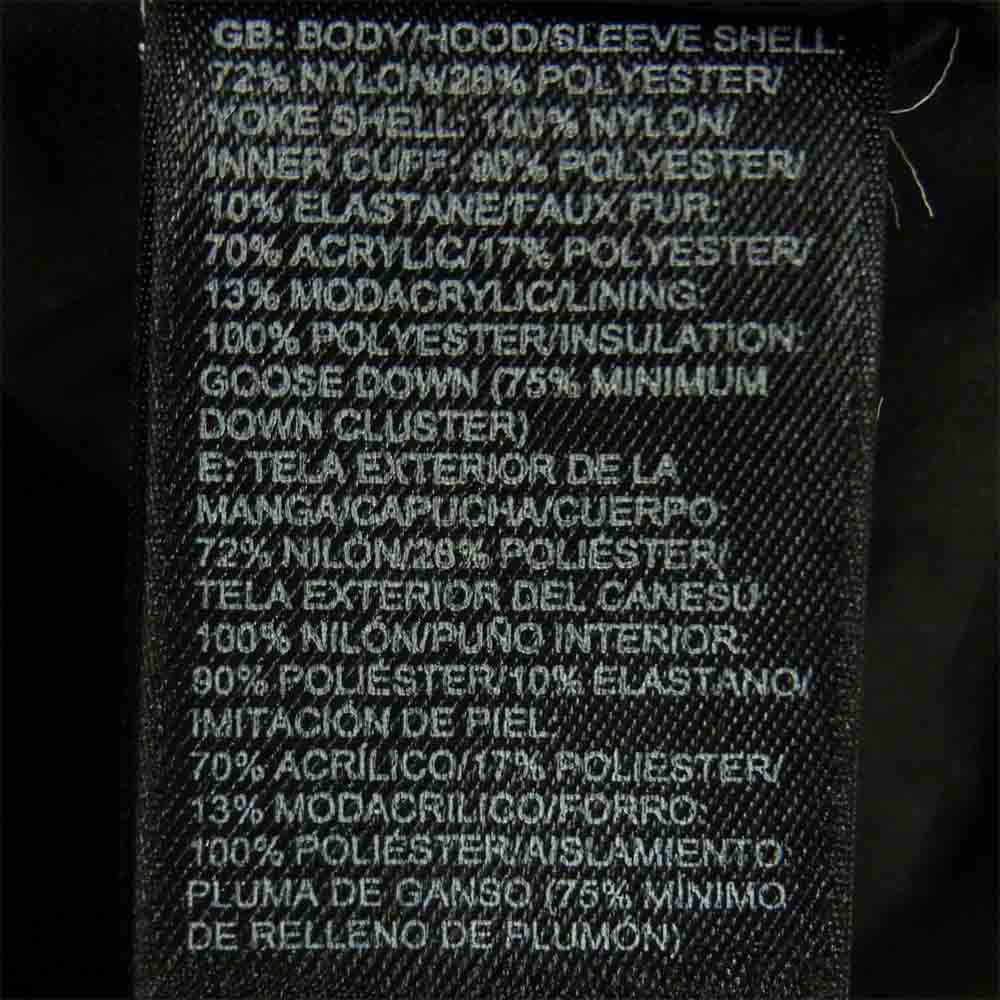 GB: BODY/HOOD/SLEEVE SHELL:
72% NYLON/28% POLYESTER/
YOKE SHELL: 100% NYLON/
INNER CUFF: 90% POLYESTER/
10% ELASTANE/FAUX FUR:
70% ACRYLIC/17% POLYESTER/
13% MODACRYLIC/LINING:
100% POLYESTER/INSULATION:
GOOSE DOWN (75% MINIMUM
DOWN CLUSTER)
E: TELA EXTERIOR DE LA
MANGA/CAPUCHA/CUERPO:
72% NILÓN/28% POLIÉSTER/
TELA EXTERIOR DEL CANESÚ:
100% NILÓN/PUÑO INTERIOR:
90% POLIÉSTER/10% ELASTANO/
IMITACIÓN DE PIEL:
70% ACRÍLICO/17% POLIÉSTER/
13% MODACRILICO/FORRO:
100% POLIÉSTER/AISLAMIENTO:
PLUMA DE GANSO (75% MÍNIMO
DE RELLENO DE PLUMÓN)